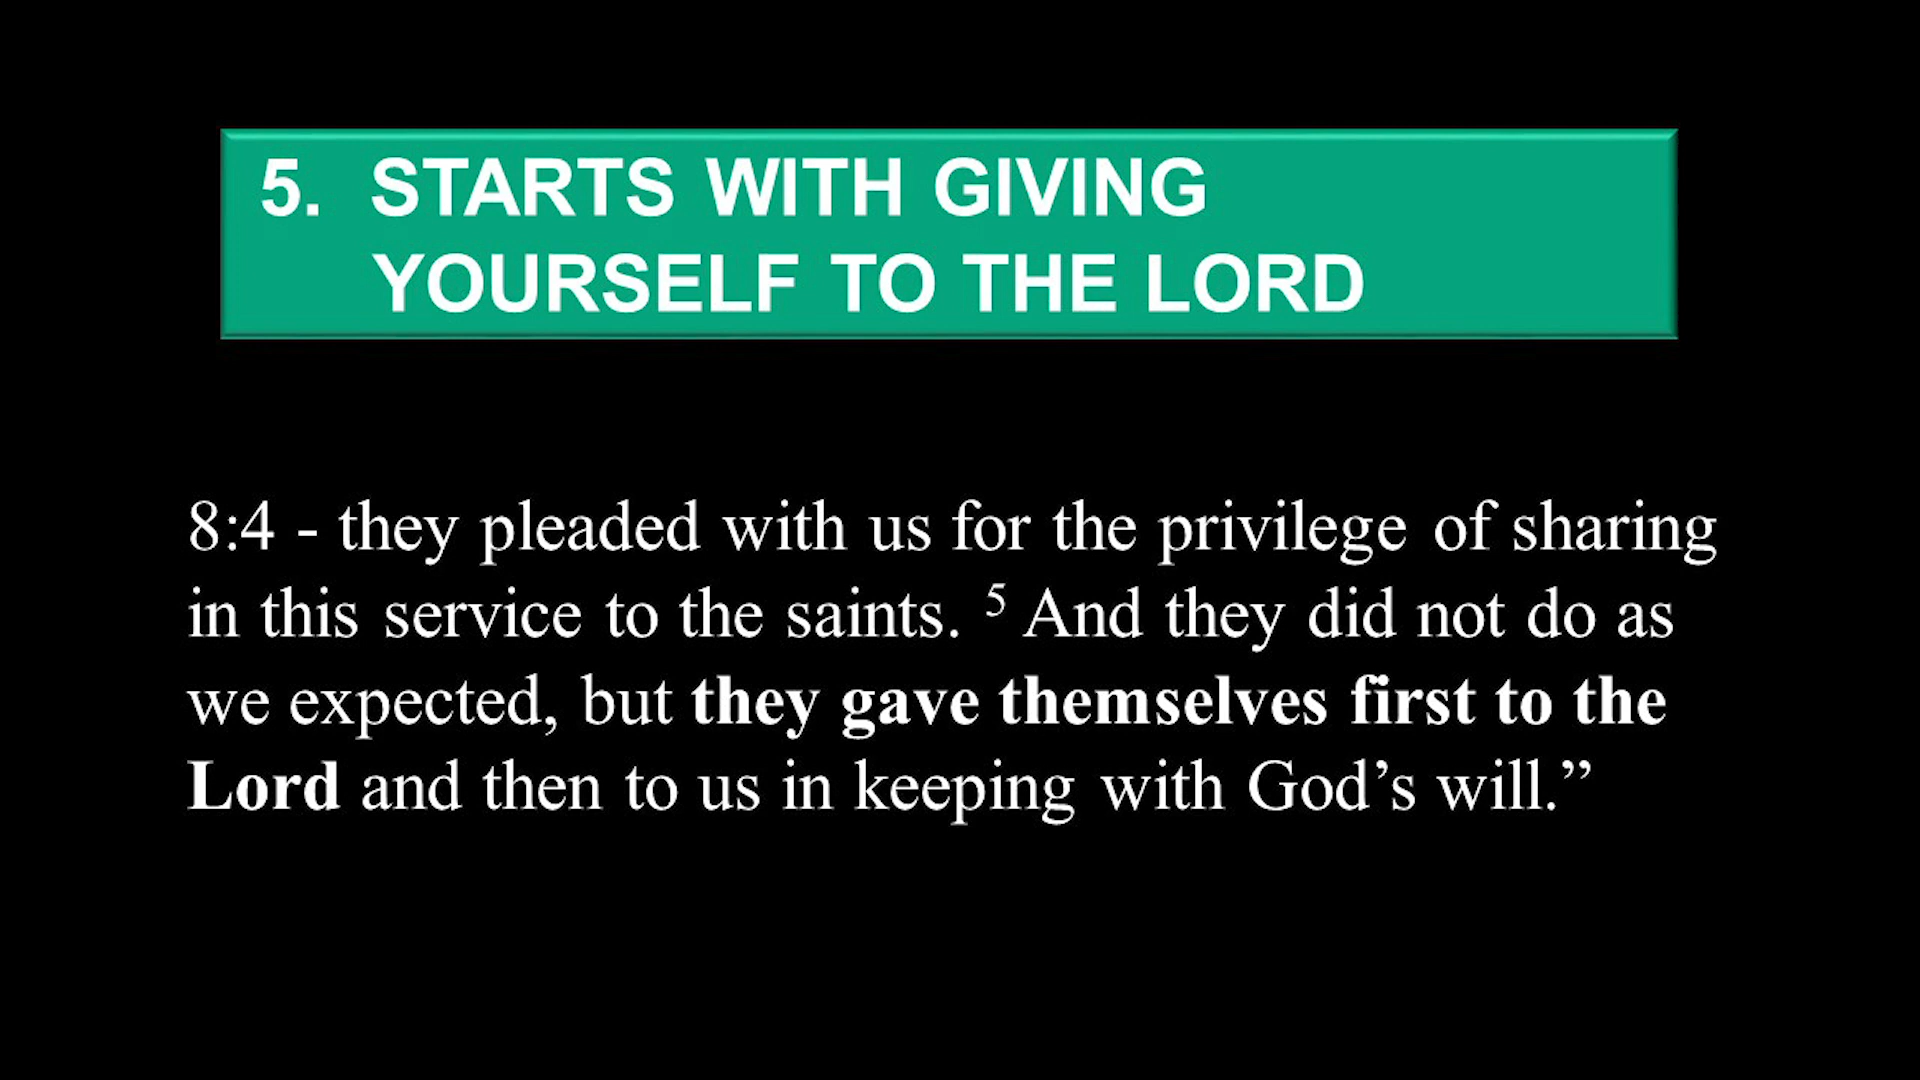 5. STARTS WITH GIVING
YOURSELF TO THE LORD
8:4 - they pleaded with us for the privilege of sharing
in this service to the saints. ⁵ And they did not do as
we expected, but they gave themselves first to the
Lord and then to us in keeping with God’s will.”